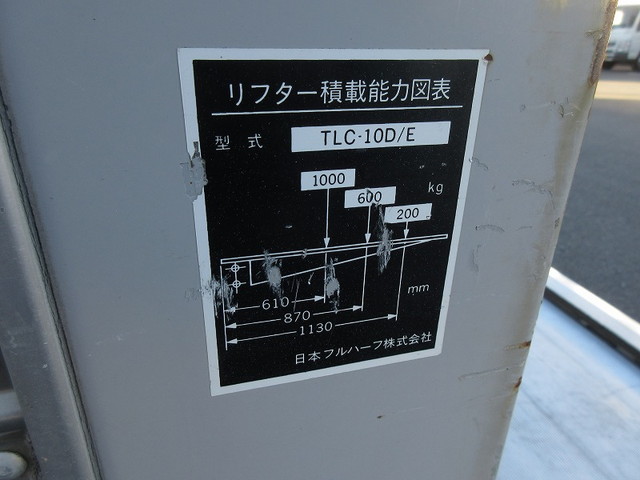 リフター積載能力図表
型式 TLC-10D/E
1000
600 kg
200
610 mm
870
1130
日本フルハーフ株式会社